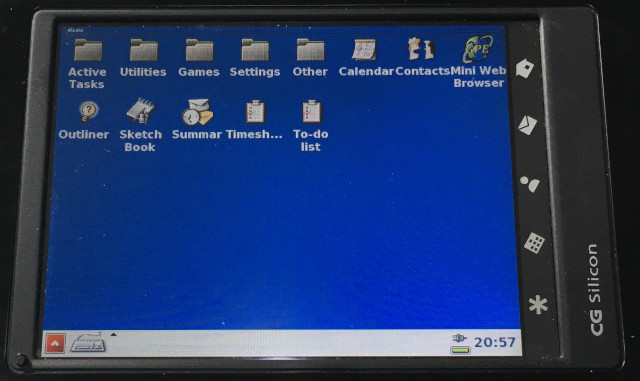 Active Tasks
Utilities
Games
Settings
Other
Calendar
Contacts
Mini Web Browser
Outliner
Sketch Book
Summar
Timesh...
To-do list
20:57
CG Silicon